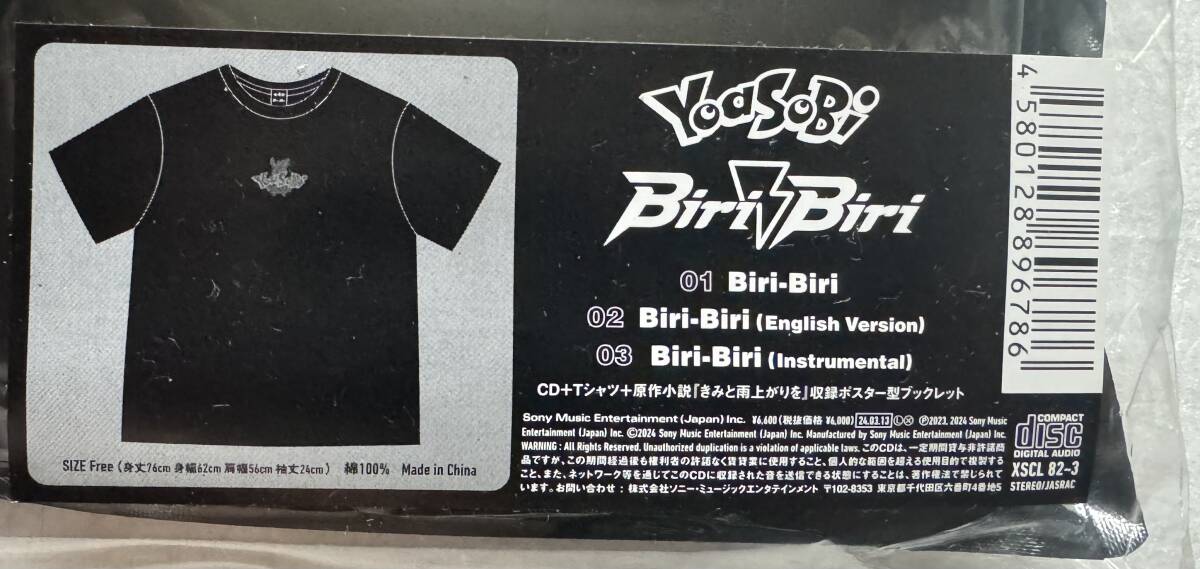 YOASOBI
SIZE Free (身丈76cm 身幅62cm 肩幅56cm 袖丈24cm) 綿100% Made in China
YOASOBI
Biri Biri
01 Biri-Biri
02 Biri-Biri (English Version)
03 Biri-Biri (Instrumental)
CD+Tシャツ+原作小説『きみと雨上がりを』収録ポスター型ブックレット
Sony Music Entertainment (Japan) Inc. ¥6,600 (税抜価格 ¥6,000) 24.03.13 Ⓛ Ⓧ Ⓟ2023, 2024 Sony Music
Entertainment (Japan) Inc. ©2024 Sony Music Entertainment (Japan) Inc. Manufactured by Sony Music Entertainment (Japan) Inc.
WARNING : All Rights Reserved. Unauthorized duplication is a violation of applicable laws. このCDは、一定期間貸与非許諾商
品ですが、この期間経過後も権利者の許諾なく賃貸業に使用すること、個人的な範囲を超える使用目的で複製する
こと、また、ネットワーク等を通じてこのCDに収録された音を送信できる状態にすることは、著作権法で禁じられて
います。お問い合わせ : 株式会社ソニー・ミュージックエンタテインメント 〒102-8353 東京都千代田区六番町4番地5
4 580128 896786
COMPACT
disc
DIGITAL AUDIO
XSCL 82-3
STEREO/JASRAC